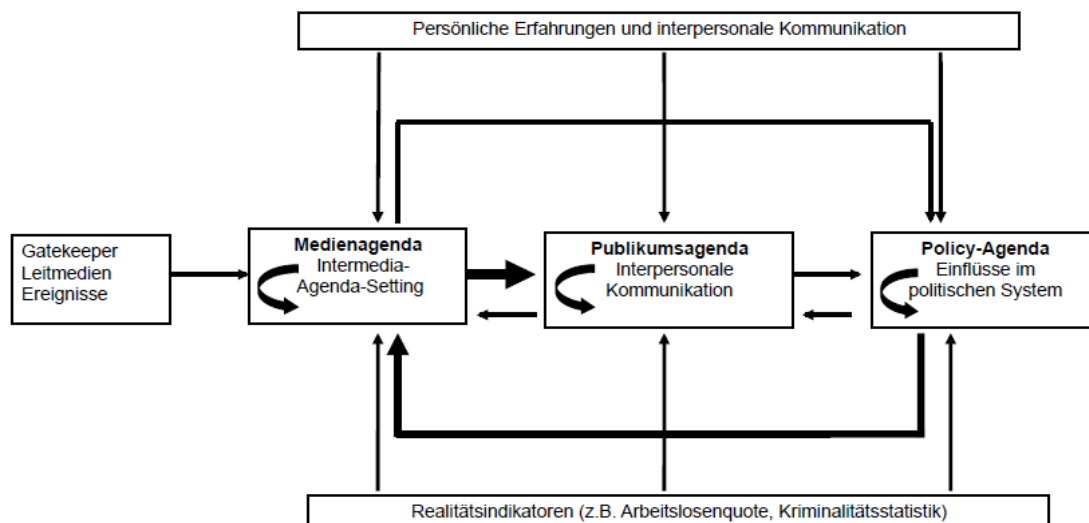 Persönliche Erfahrungen und interpersonale Kommunikation
Gatekeeper
Leitmedien
Ereignisse
Medienagenda
Intermedia-
Agenda-Setting
Publikumsagenda
Interpersonale
Kommunikation
Policy-Agenda
Einflüsse im
politischen System
Realitätsindikatoren (z.B. Arbeitslosenquote, Kriminalitätsstatistik)